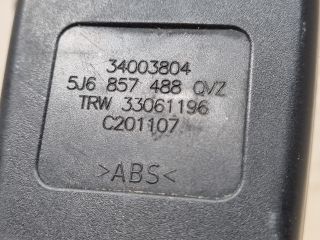 34003804
5J6 857 488 QVZ
TRW 33061196
C201107
>ABS<